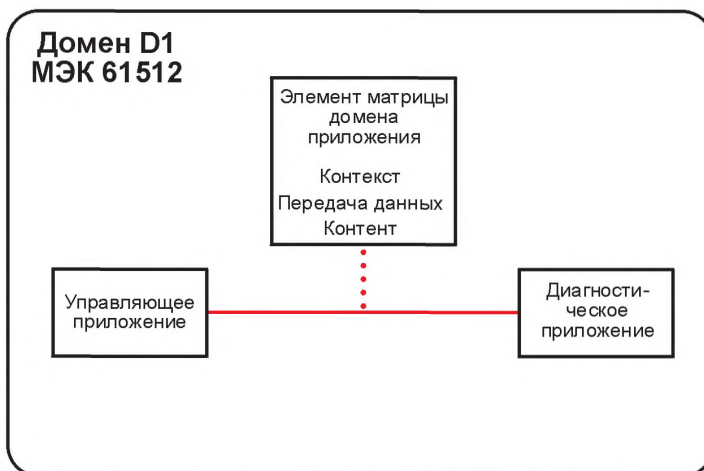 Домен D1
МЭК 61512
Элемент матрицы
домена
приложения
Контекст
Передача данных
Контент
Управляющее
приложение
Диагности-
ческое
приложение